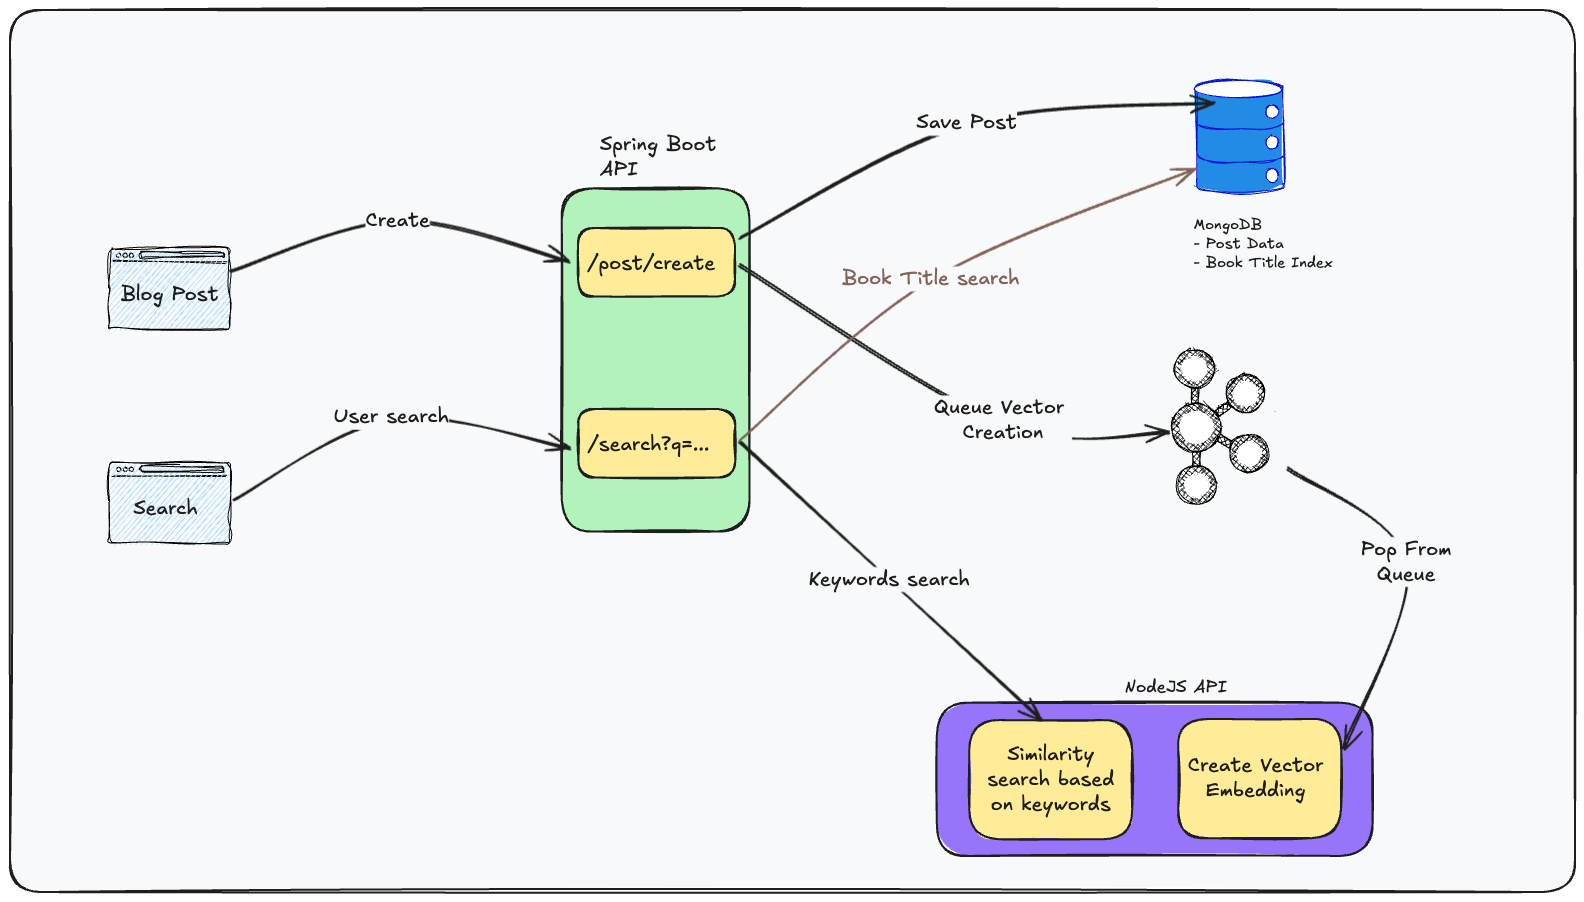 Spring Boot
API
Save Post
Create
/post/create
Blog Post
MongoDB
- Post Data
- Book Title Index
Book Title search
User search
/search?q=...
Search
Queue Vector
Creation
Pop From
Queue
Keywords search
NodeJS API
Similarity
search based
on keywords
Create Vector
Embedding